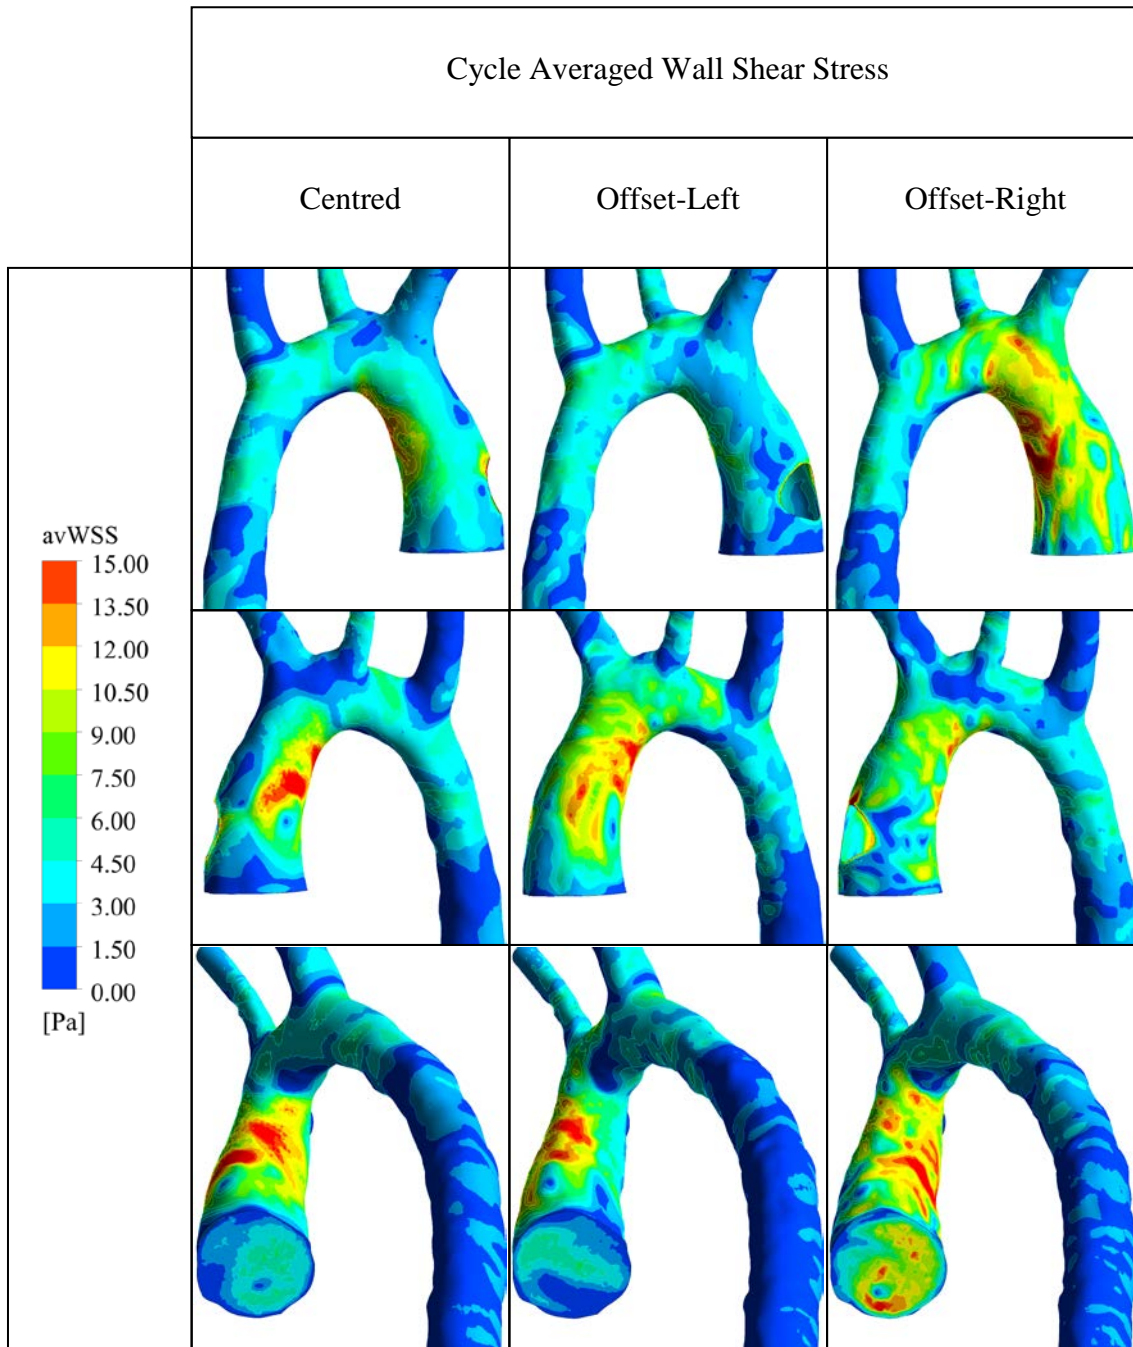 Cycle Averaged Wall Shear Stress
Centred
Offset-Left
Offset-Right
avWSS
15.00
13.50
12.00
10.50
9.00
7.50
6.00
4.50
3.00
1.50
0.00
[Pa]